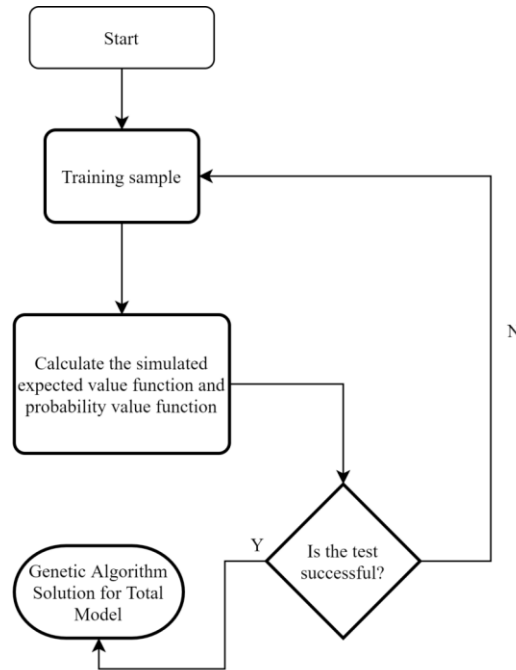 Start
Training sample
Calculate the simulated
expected value function and
probability value function
N
Y
Is the test
successful?
Genetic Algorithm
Solution for Total
Model